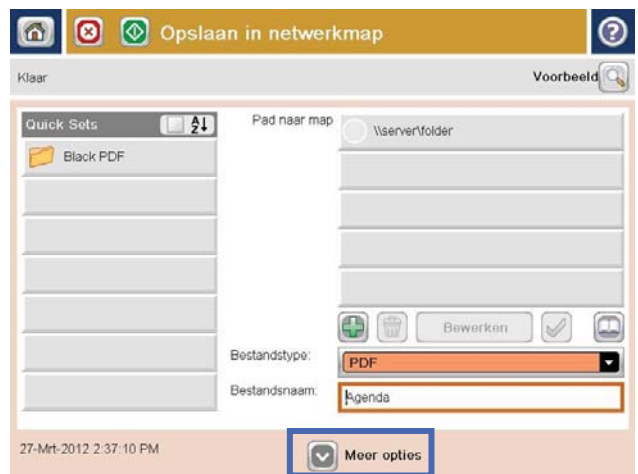 Opslaan in netwerkmap
Klaar
Voorbeeld
Quick Sets
Pad naar map
\\server\folder
Black PDF
Bewerken
Bestandstype:
PDF
Bestandsnaam:
Agenda
27-Mrt-2012 2:37:10 PM
Meer opties